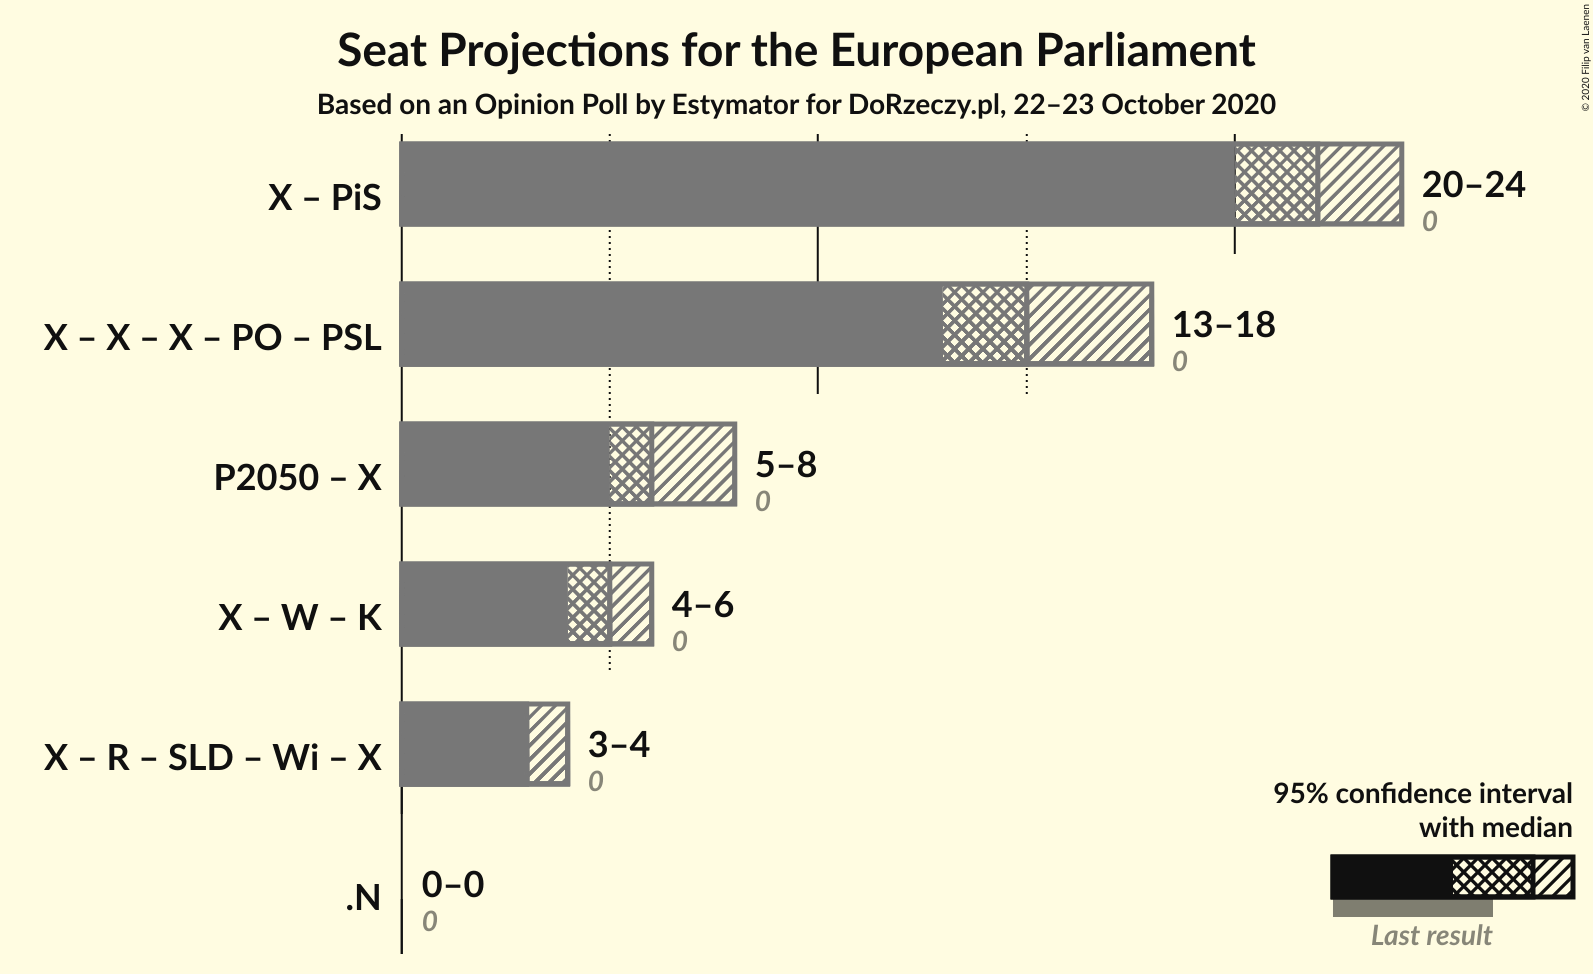 Seat Projections for the European Parliament
Based on an Opinion Poll by Estymator for DoRzeczy.pl, 22–23 October 2020
© 2020 Filip van Laenen
X – PiS
20–24
0
X – X – X – PO – PSL
13–18
0
P2050 – X
5–8
0
X – W – K
4–6
0
X – R – SLD – Wi – X
3–4
0
.N
0–0
0
95% confidence interval
with median
Last result